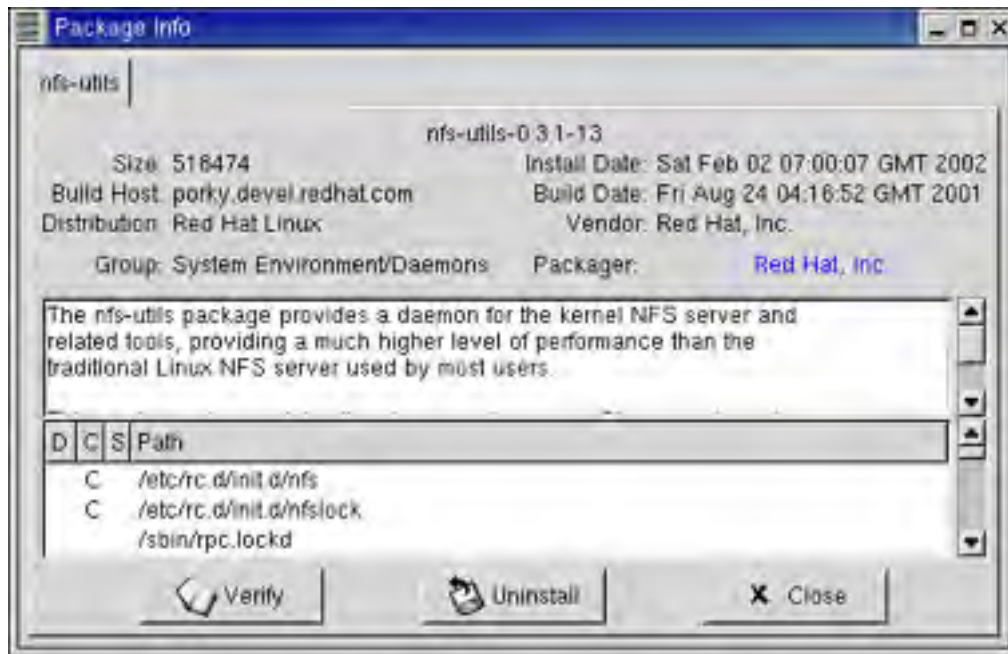 Package Info
nfs-utils
nfs-utils-0.3.1-13
Size: 516474 Install Date: Sat Feb 02 07:00:07 GMT 2002
Build Host: porky.devel.redhat.com Build Date: Fri Aug 24 04:16:52 GMT 2001
Distribution: Red Hat Linux Vendor: Red Hat, Inc.
Group: System Environment/Daemons Packager: Red Hat, Inc.
The nfs-utils package provides a daemon for the kernel NFS server and
related tools, providing a much higher level of performance than the
traditional Linux NFS server used by most users.
D C S Path
C /etc/rc.d/init.d/nfs
C /etc/rc.d/init.d/nfslock
/sbin/rpc.lockd
Verify Uninstall Close